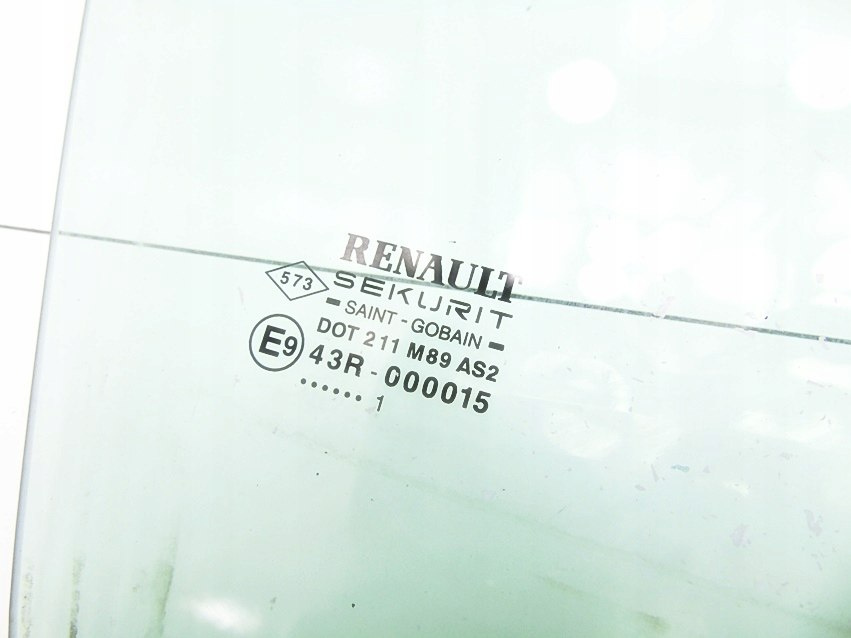 RENAULT
573
SEKURIT
- SAINT-GOBAIN -
DOT 211 M89 AS2
E9
43R - 000015
...... 1